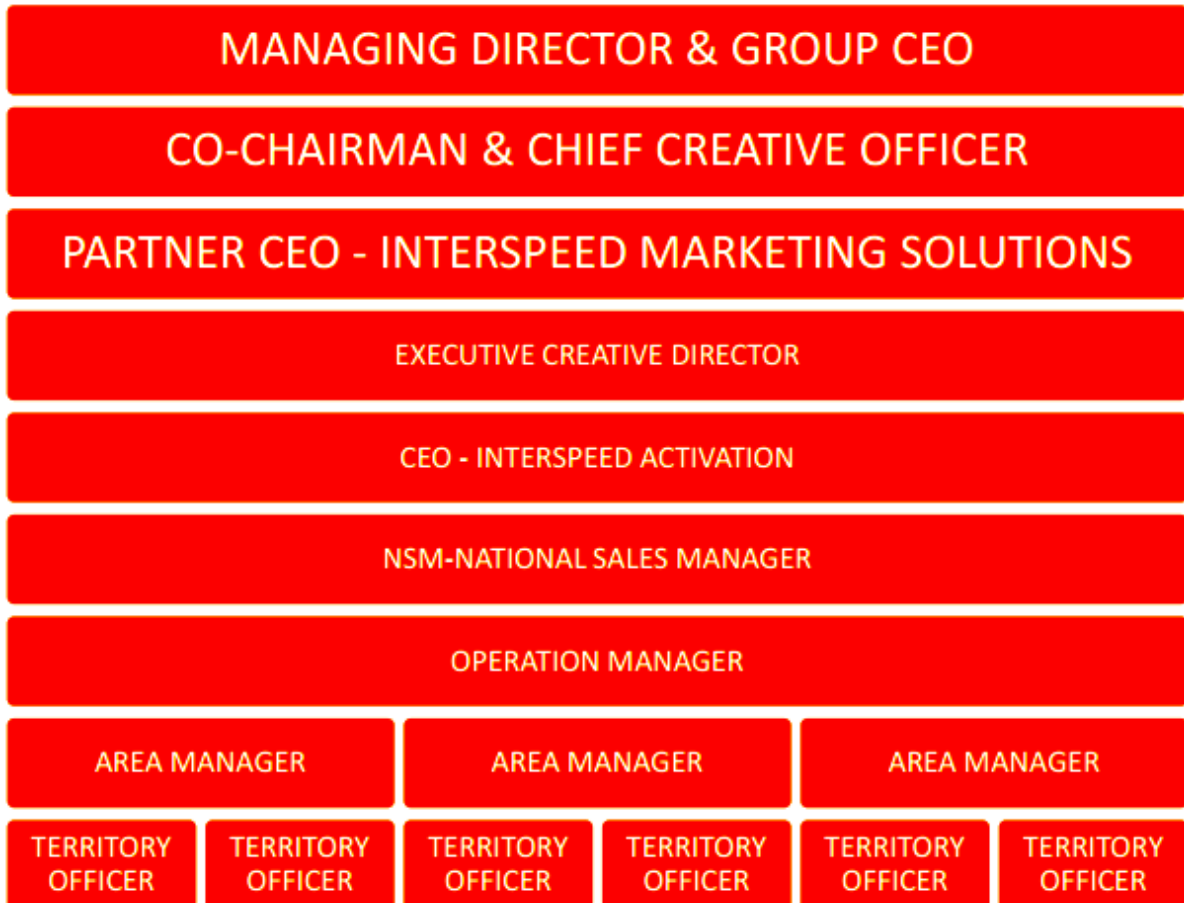 MANAGING DIRECTOR & GROUP CEO
CO-CHAIRMAN & CHIEF CREATIVE OFFICER
PARTNER CEO - INTERSPEED MARKETING SOLUTIONS
EXECUTIVE CREATIVE DIRECTOR
CEO - INTERSPEED ACTIVATION
NSM-NATIONAL SALES MANAGER
OPERATION MANAGER
AREA MANAGER
AREA MANAGER
AREA MANAGER
TERRITORY
OFFICER
TERRITORY
OFFICER
TERRITORY
OFFICER
TERRITORY
OFFICER
TERRITORY
OFFICER
TERRITORY
OFFICER